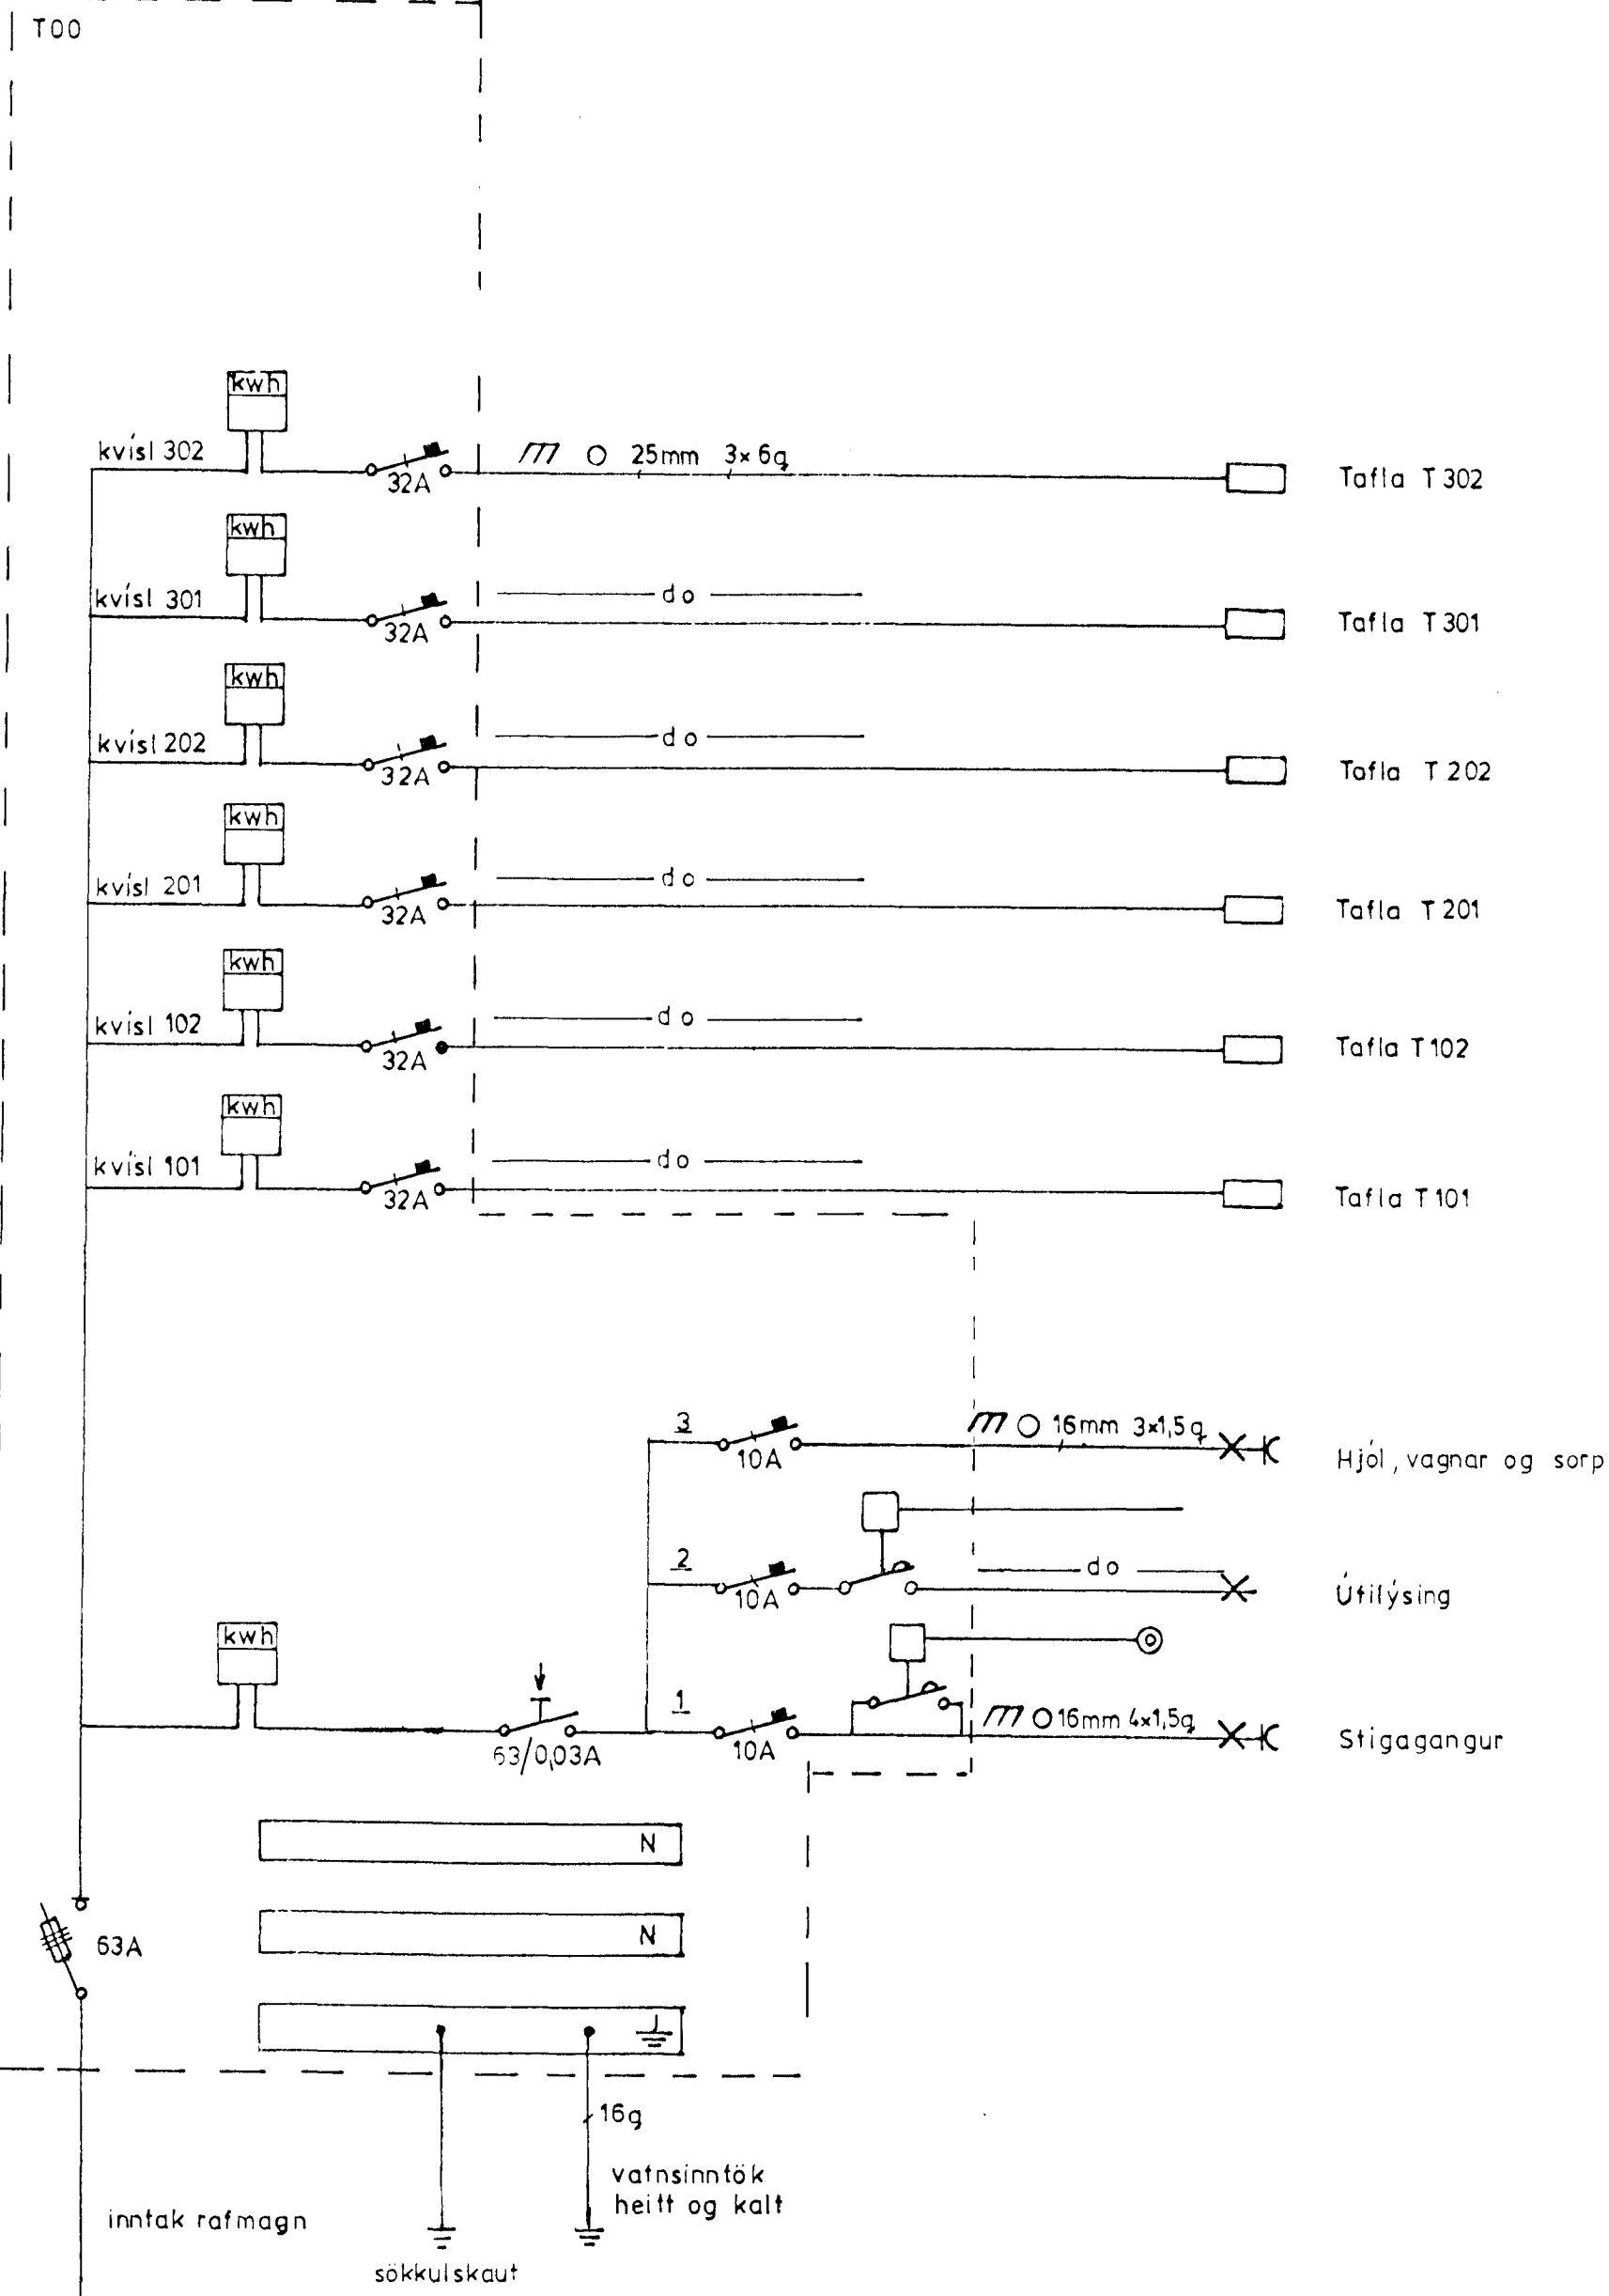 T00
kwh
kvísl 302
32A
25mm 3x6q
Tafla T302
kwh
kvísl 301
32A
do
Tafla T301
kwh
kvísl 202
32A
do
Tafla T202
kwh
kvísl 201
32A
do
Tafla T201
kwh
kvísl 102
32A
do
Tafla T102
kwh
kvísl 101
32A
do
Tafla T101
3
10A
16mm 3x1,5q
Hjól, vagnar og sorp
2
10A
do
Útilýsing
kwh
63/0,03A
1
10A
16mm 4x1,5q
Stigagangur
N
63A
N
16q
vatnsinntök
heitt og kalt
inntak rafmagn
sökkulskaut